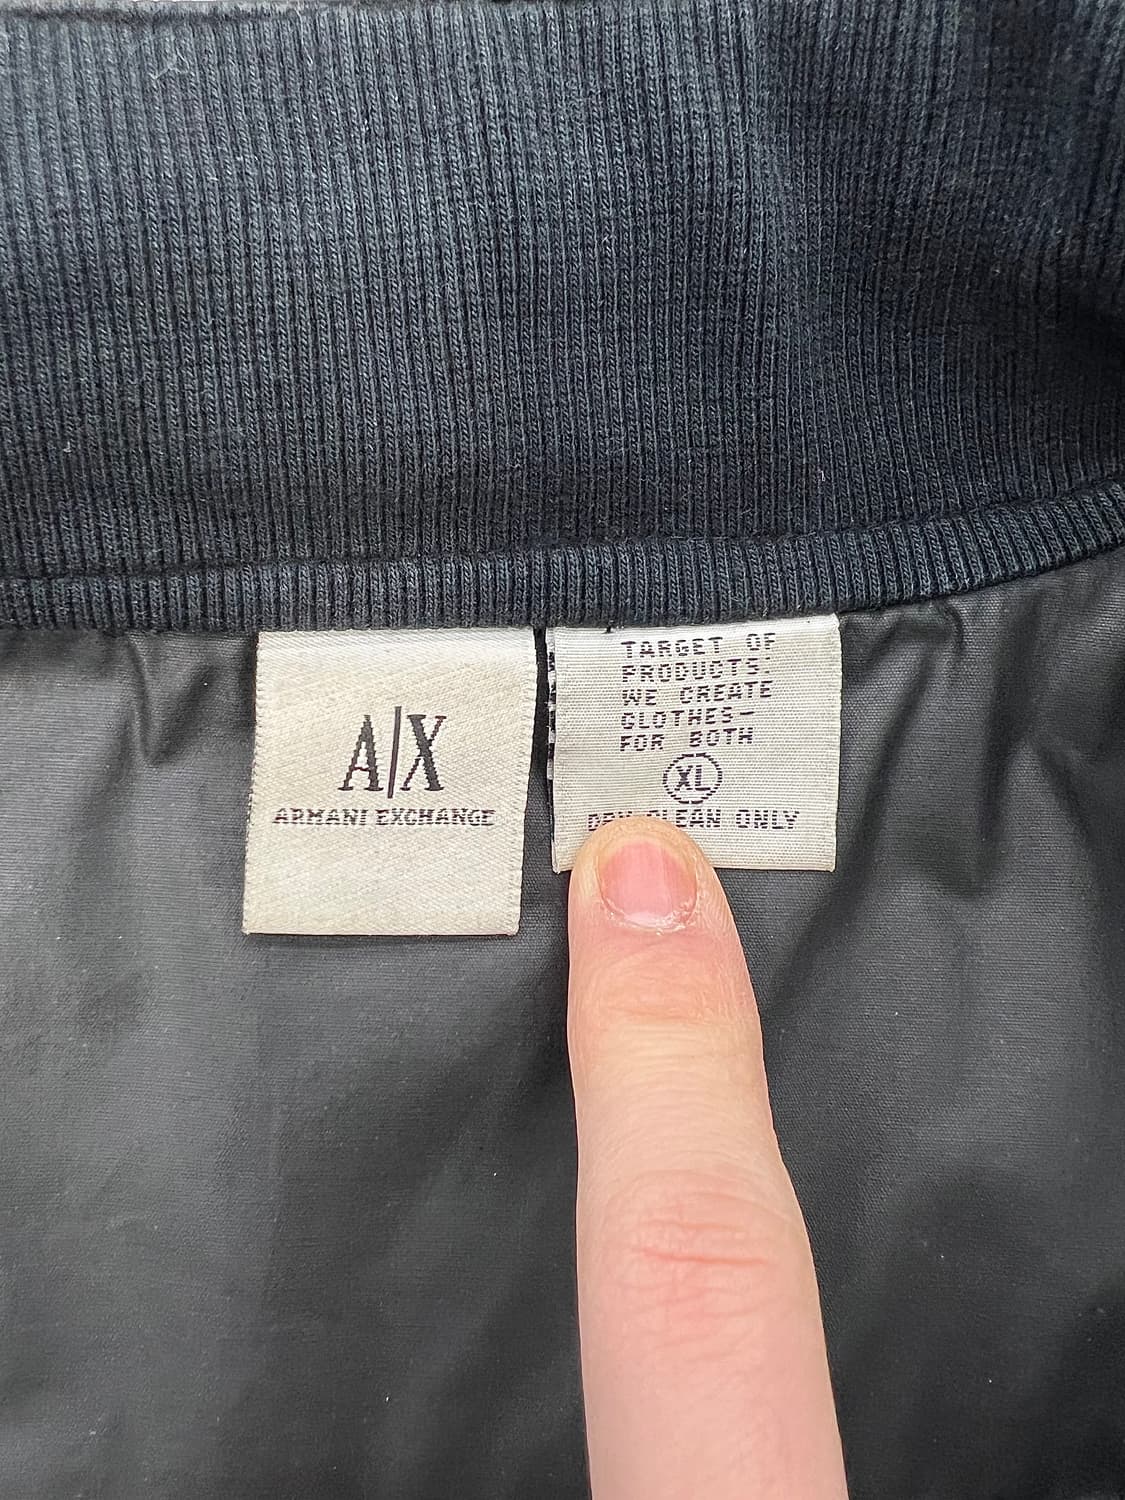 A|X
ARMANI EXCHANGE
TARGET OF
PRODUCTS.
WE CREATE
CLOTHES-
FOR BOTH
XL
DRY CLEAN ONLY